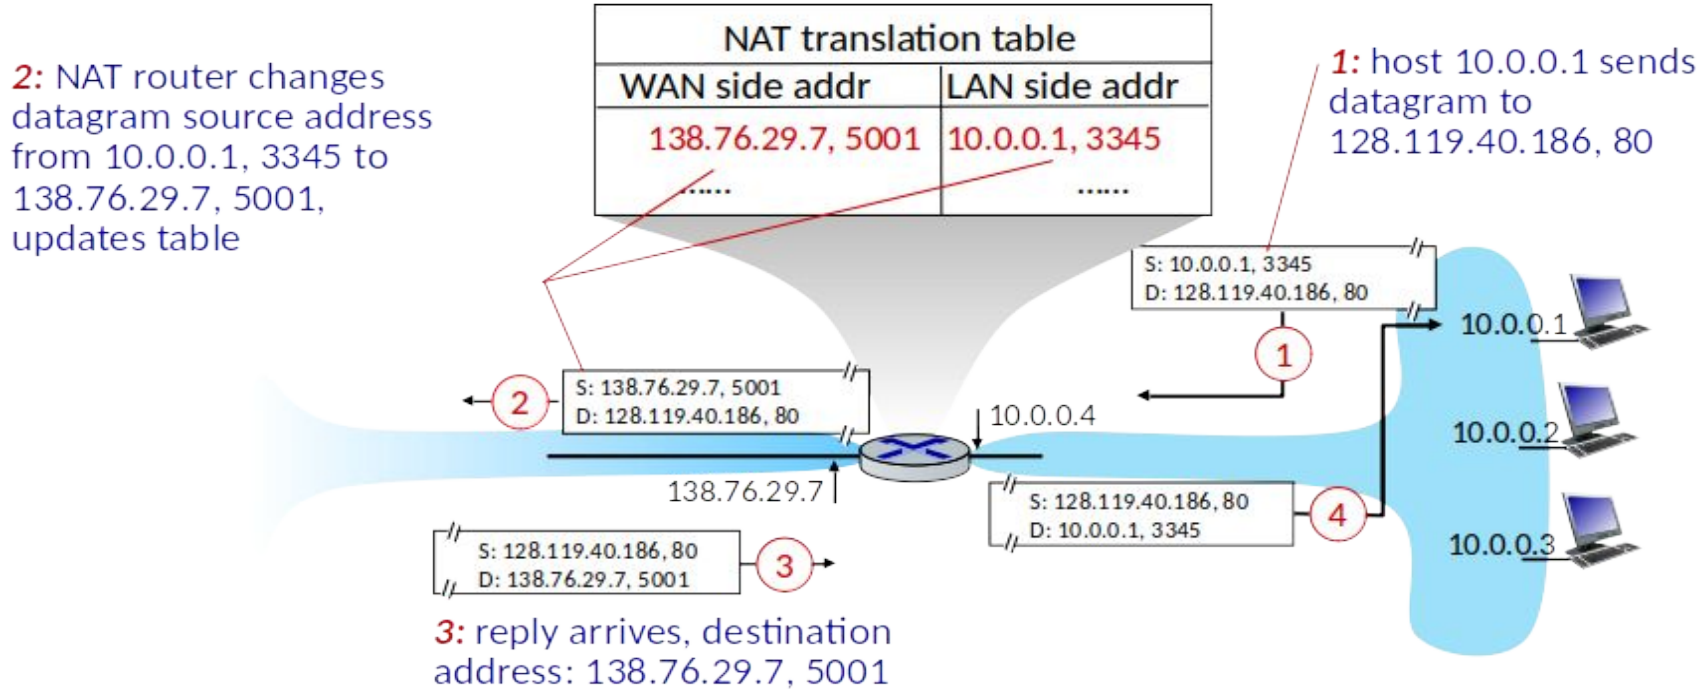 NAT translation table
WAN side addr LAN side addr
138.76.29.7, 5001 10.0.0.1, 3345
...... ......
2: NAT router changes
datagram source address
from 10.0.0.1, 3345 to
138.76.29.7, 5001,
updates table
1: host 10.0.0.1 sends
datagram to
128.119.40.186, 80
S: 10.0.0.1, 3345
D: 128.119.40.186, 80
1
10.0.0.1
S: 138.76.29.7, 5001
D: 128.119.40.186, 80
2
10.0.0.4
10.0.0.2
138.76.29.7
S: 128.119.40.186, 80
D: 10.0.0.1, 3345
4
10.0.0.3
S: 128.119.40.186, 80
D: 138.76.29.7, 5001
3
3: reply arrives, destination
address: 138.76.29.7, 5001